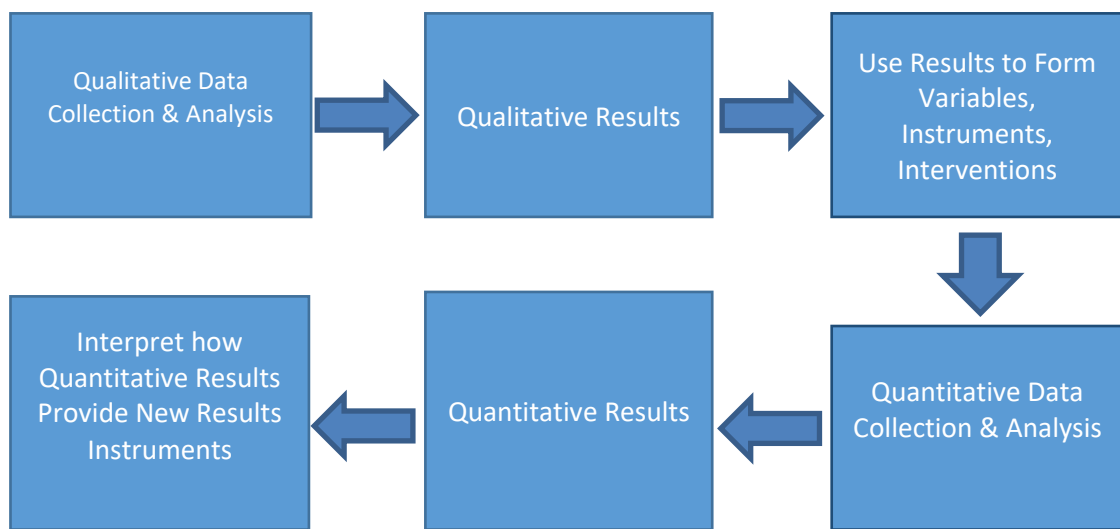 Qualitative Data
Collection & Analysis
Qualitative Results
Use Results to Form
Variables,
Instruments,
Interventions
Quantitative Data
Collection & Analysis
Quantitative Results
Interpret how
Quantitative Results
Provide New Results
Instruments